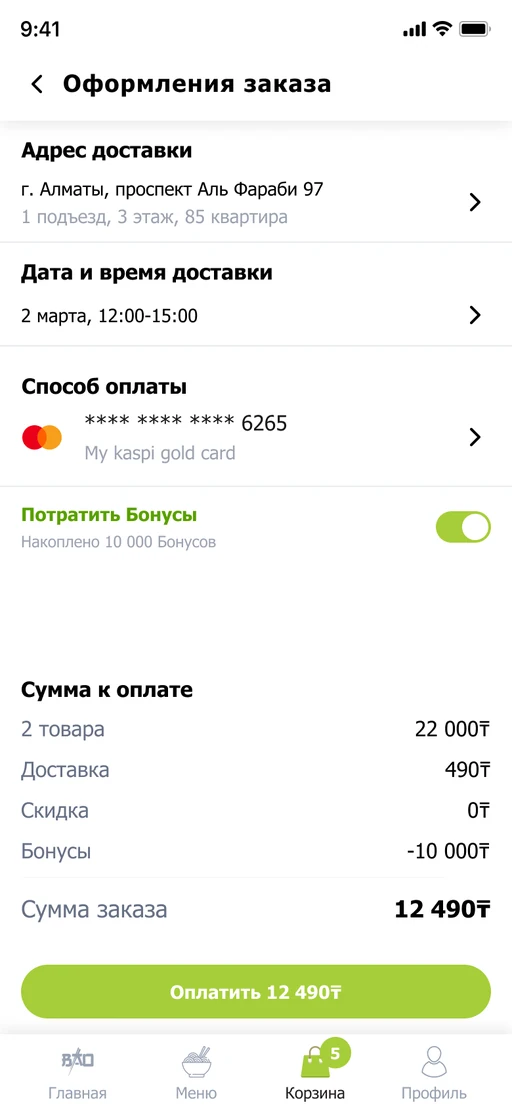 9:41
Оформления заказа
Адрес доставки
г. Алматы, проспект Аль Фараби 97
1 подъезд, 3 этаж, 85 квартира
Дата и время доставки
2 марта, 12:00-15:00
Способ оплаты
**** **** **** 6265
My kaspi gold card
Потратить Бонусы
Накоплено 10 000 Бонусов
Сумма к оплате
2 товара 22 000₸
Доставка 490₸
Скидка 0₸
Бонусы -10 000₸
Сумма заказа 12 490₸
Оплатить 12 490₸
5
Главная Меню Корзина Профиль